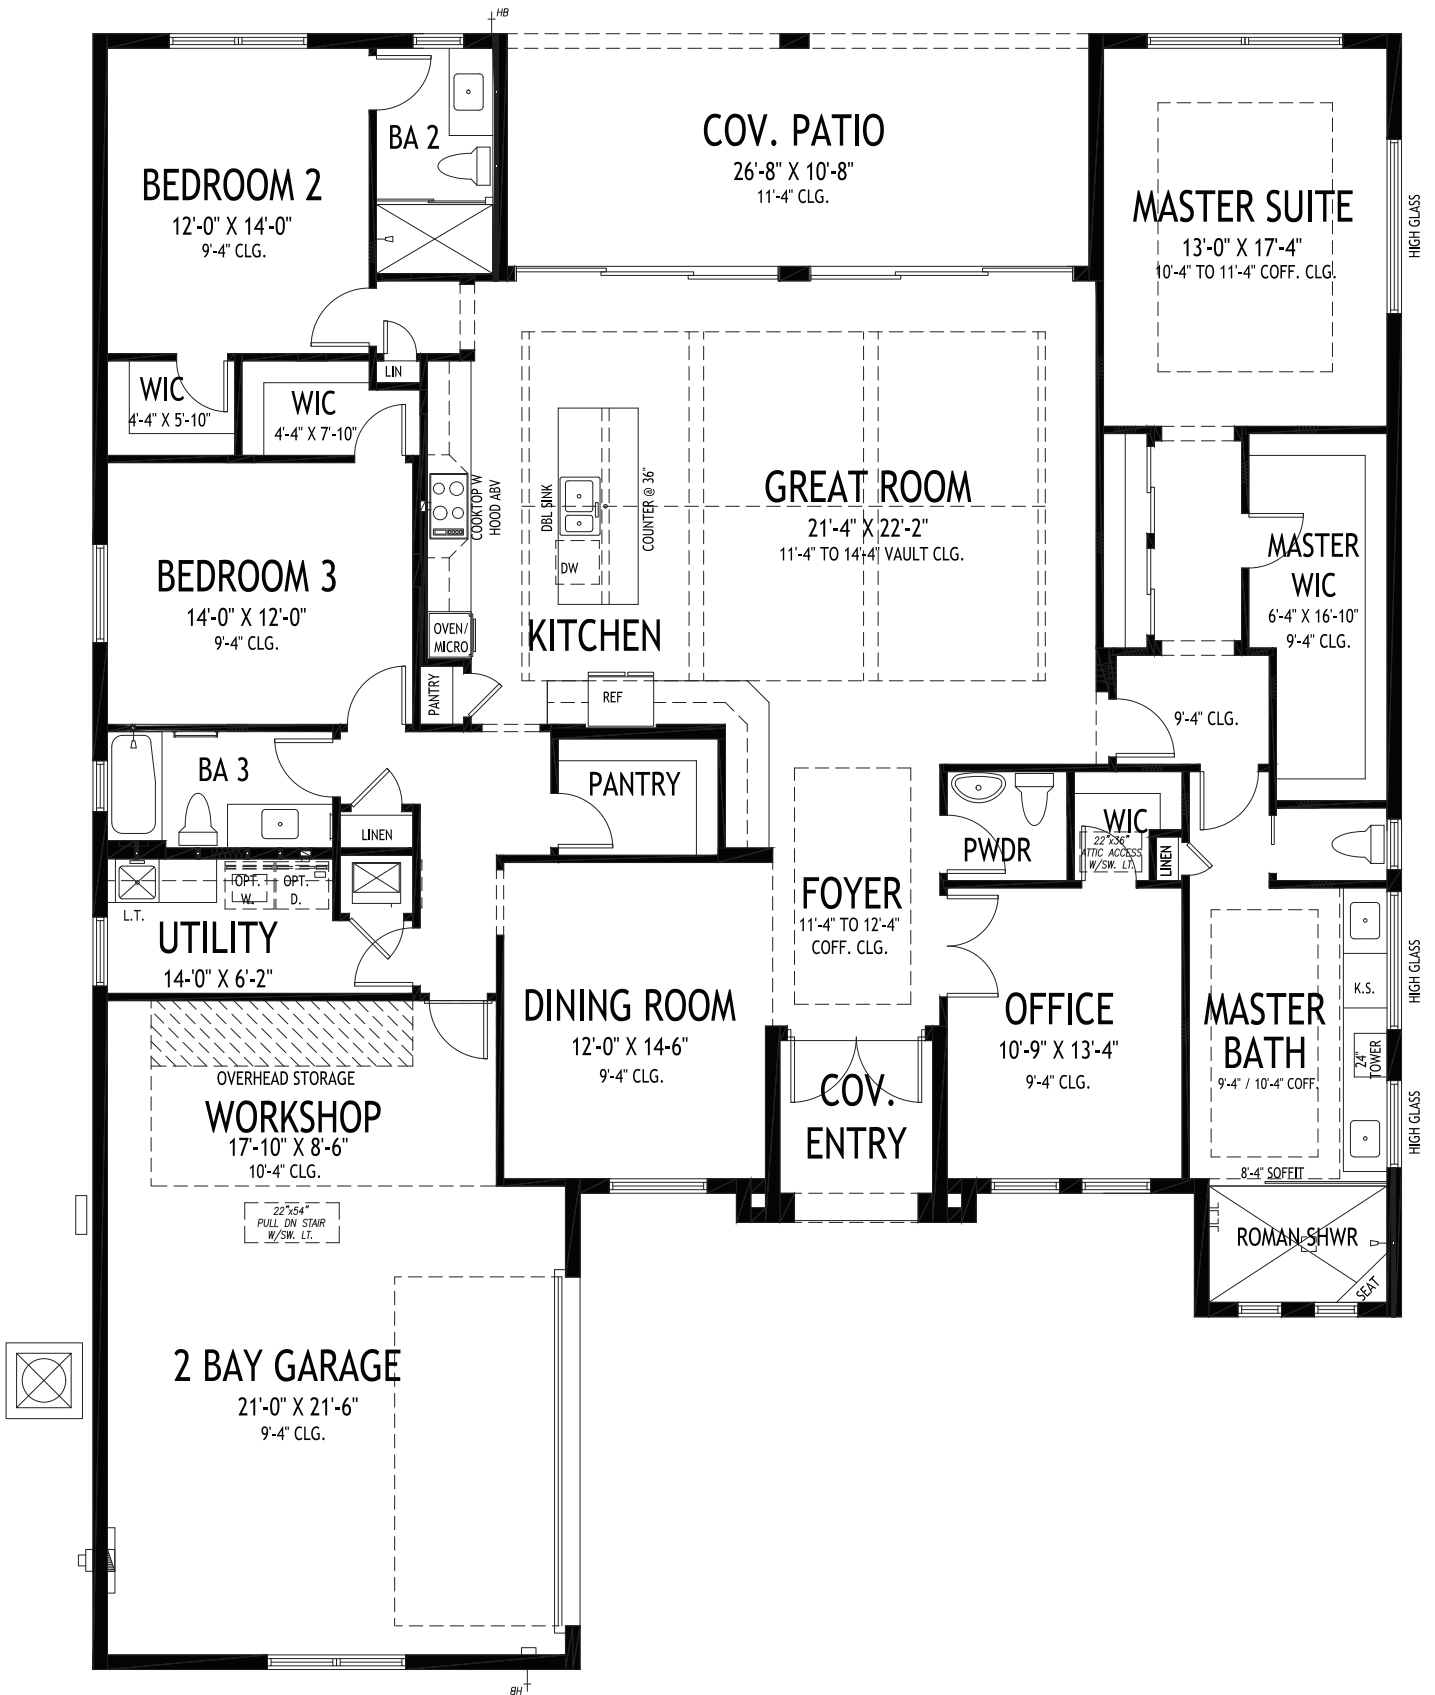 HB
BEDROOM 2
12'-0" X 14'-0"
9'-4" CLG.
BA 2
COV. PATIO
26'-8" X 10'-8"
11'-4" CLG.
MASTER SUITE
13'-0" X 17'-4"
10'-4" TO 11'-4" COFF. CLG.
HIGH GLASS
LIN
WIC
4'-4" X 5'-10"
WIC
4'-4" X 7'-10"
COOKTOP W
HOOD ABV
DBL SINK
COUNTER @ 36"
DW
GREAT ROOM
21'-4" X 22'-2"
11'-4" TO 14'-4" VAULT CLG.
MASTER
WIC
6'-4" X 16'-10"
9'-4" CLG.
BEDROOM 3
14'-0" X 12'-0"
9'-4" CLG.
OVEN/
MICRO
KITCHEN
PANTRY
REF
9'-4" CLG.
BA 3
PANTRY
LINEN
PWDR
WIC
22"x36"
ATTIC ACCESS
W/SW. LT.
LINEN
OPT.
W.
OPT.
D.
L.T.
UTILITY
14'-0" X 6'-2"
FOYER
11'-4" TO 12'-4"
COFF. CLG.
HIGH GLASS
K.S.
DINING ROOM
12'-0" X 14'-6"
9'-4" CLG.
OFFICE
10'-9" X 13'-4"
9'-4" CLG.
MASTER
BATH
9'-4" / 10'-4" COFF.
24"
TOWER
HIGH GLASS
OVERHEAD STORAGE
WORKSHOP
17'-10" X 8'-6"
10'-4" CLG.
COV.
ENTRY
8'-4" SOFFIT
22"x54"
PULL DN STAIR
W/SW. LT.
ROMAN SHWR
SEAT
2 BAY GARAGE
21'-0" X 21'-6"
9'-4" CLG.
HB